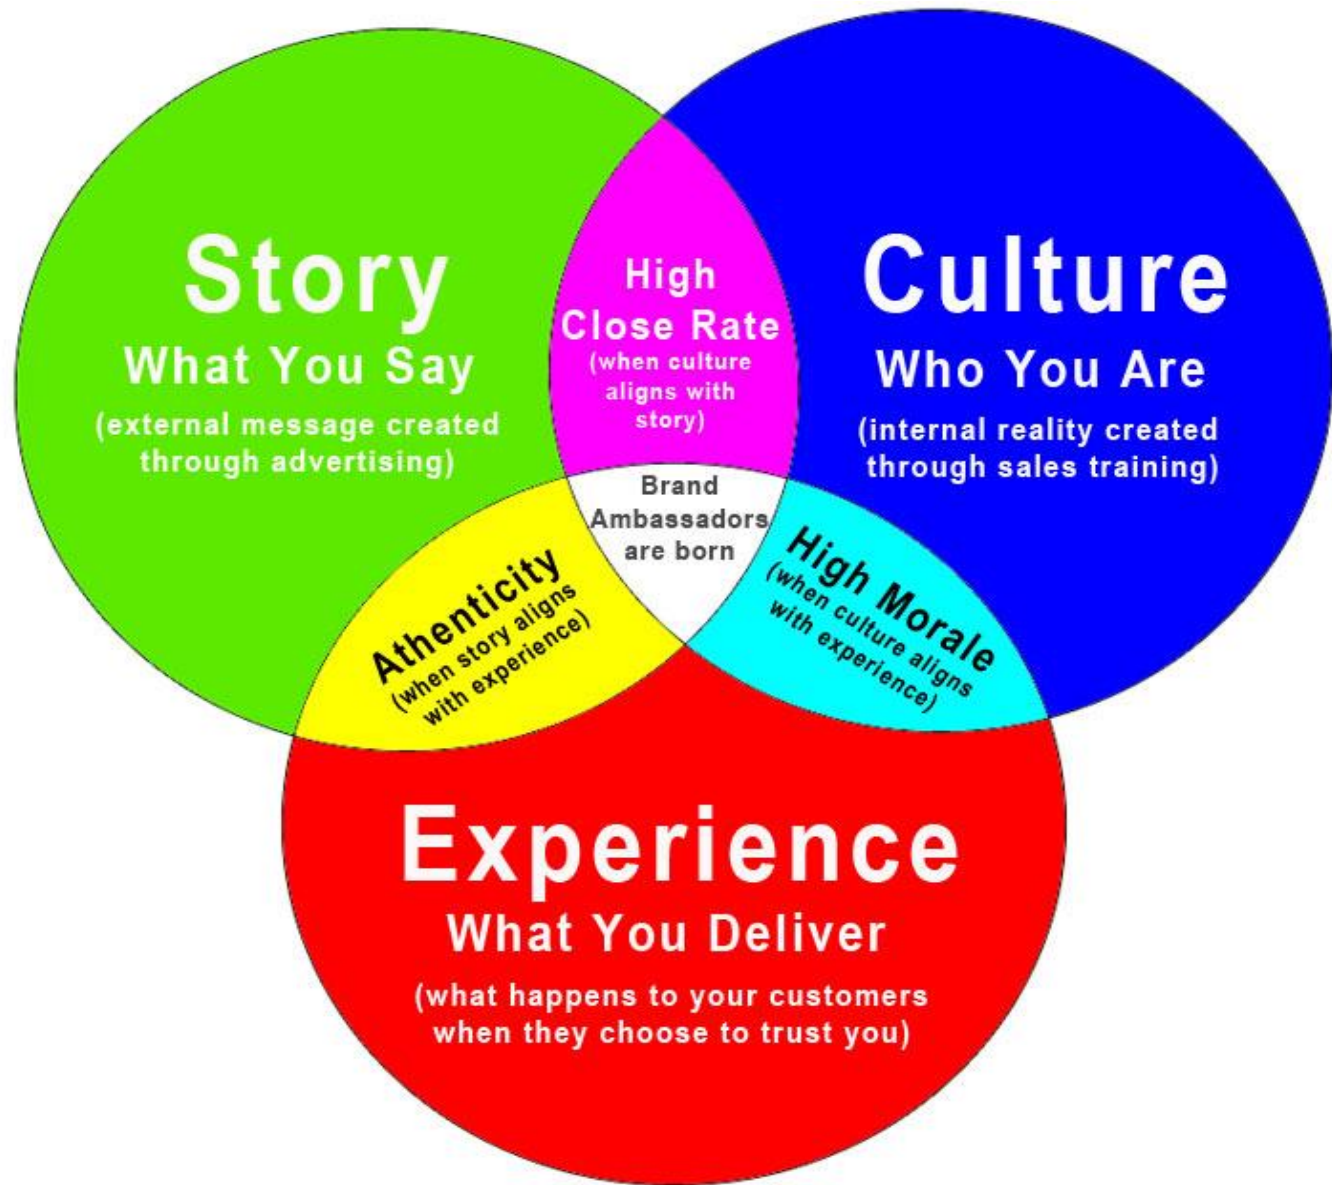 Story
What You Say
(external message created
through advertising)
High
Close Rate
(when culture
aligns with
story)
Culture
Who You Are
(internal reality created
through sales training)
Brand
Ambassadors
are born
Athenticity
(when story aligns
with experience)
High Morale
(when culture aligns
with experience)
Experience
What You Deliver
(what happens to your customers
when they choose to trust you)